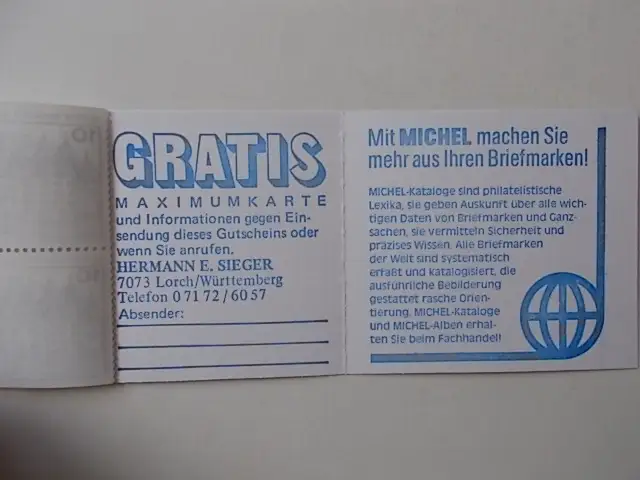 GRATIS
MAXIMUMKARTE
und Informationen gegen Ein-
sendung dieses Gutscheins oder
wenn Sie anrufen.
HERMANN E. SIEGER
7073 Lorch/Württemberg
Telefon 0 71 72 / 60 57
Absender:
Mit MICHEL machen Sie
mehr aus Ihren Briefmarken!
MICHEL-Kataloge sind philatelistische
Lexika, sie geben Auskunft über alle wich-
tigen Daten von Briefmarken und Ganz-
sachen, sie vermitteln Sicherheit und
präzises Wissen. Alle Briefmarken
der Welt sind systematisch
erfaßt und katalogisiert, die
ausführliche Bebilderung
gestattet rasche Orien-
tierung. MICHEL-Kataloge
und MICHEL-Alben erhal-
ten Sie beim Fachhandel!